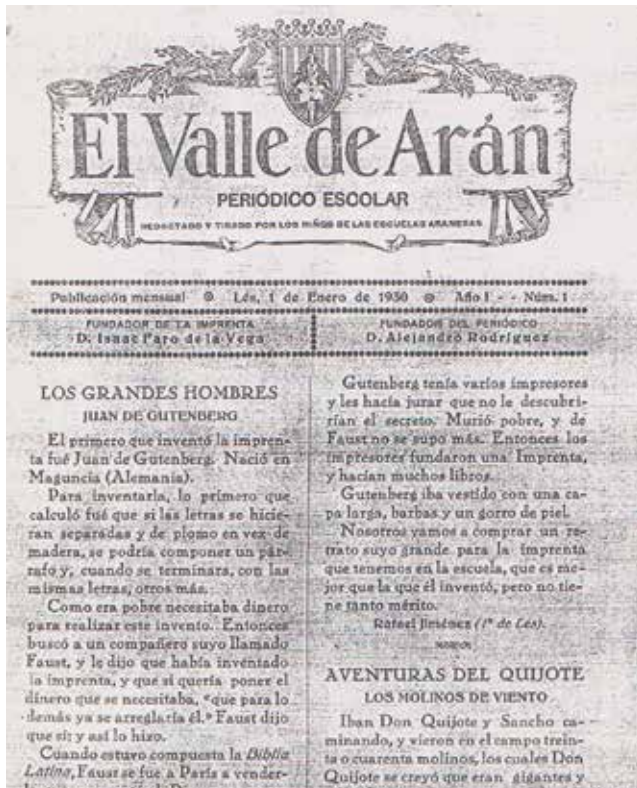 El Valle de Arán
PERIÓDICO ESCOLAR
REDACTADO Y TIRADO POR LOS NIÑOS DE LAS ESCUELAS ARANESAS
Publicación mensual Lés, 1 de Enero de 1930 Año I - - Núm. 1
FUNDADOR DE LA IMPRENTA
D. Isaac Faro de la Vega
FUNDADOR DEL PERIÓDICO
D. Alejandro Rodríguez
LOS GRANDES HOMBRES
JUAN DE GUTENBERG
El primero que inventó la impren-
ta fué Juan de Gutenberg. Nació en
Maguncia (Alemania).
Para inventarla, lo primero que
calculó fué que si las letras se hicie-
ran separadas y de plomo en vez de
madera, se podría componer un pár-
rafo y, cuando se terminara, con las
mismas letras, otros más.
Como era pobre necesitaba dinero
para realizar este invento. Entonces
buscó a un compañero suyo llamado
Faust, y le dijo que había inventado
la imprenta, y que si quería poner el
dinero que se necesitaba, «que para lo
demás ya se arreglaría él.» Faust dijo
que sí; y así lo hizo.
Cuando estuvo compuesta la Biblia
Latina, Faust se fue a París a vender-
Gutenberg tenía varios impresores
y les hacía jurar que no le descubri-
rían el secreto. Murió pobre, y de
Faust no se supo más. Entonces los
impresores fundaron una Imprenta,
y hacían muchos libros.
Gutenberg iba vestido con una ca-
pa larga, barbas y un gorro de piel.
Nosotros vamos a comprar un re-
trato suyo grande para la imprenta
que tenemos en la escuela, que es me-
jor que la que él inventó, pero no tie-
ne tanto mérito.
Rafael Jiménez (1ª de Les).
AVENTURAS DEL QUIJOTE
LOS MOLINOS DE VIENTO
Iban Don Quijote y Sancho ca-
minando, y vieron en el campo trein-
ta o cuarenta molinos, los cuales Don
Quijote se creyó que eran gigantes y